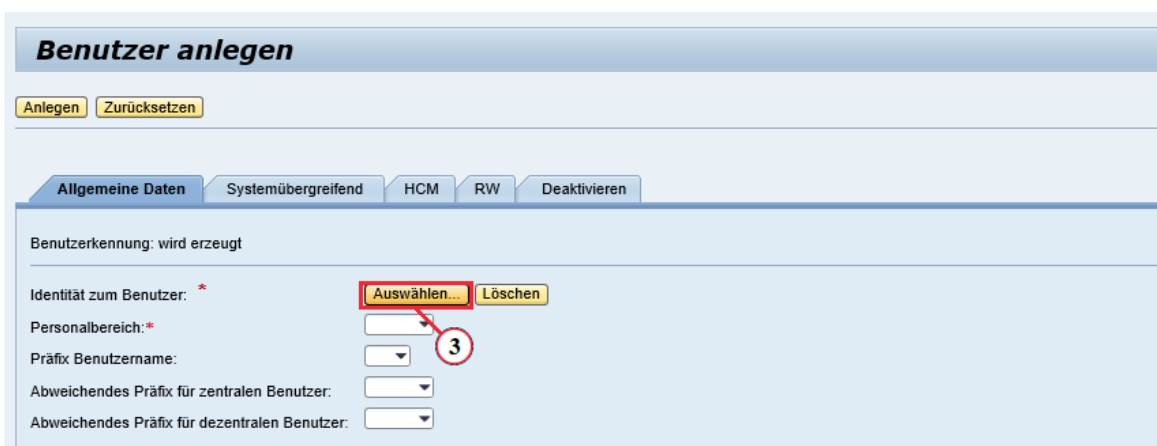 Benutzer anlegen
Anlegen Zurücksetzen
Allgemeine Daten Systemübergreifend HCM RW Deaktivieren
Benutzerkennung: wird erzeugt
Identität zum Benutzer: * Auswählen... Löschen
Personalbereich:*
3
Präfix Benutzername:
Abweichendes Präfix für zentralen Benutzer:
Abweichendes Präfix für dezentralen Benutzer: